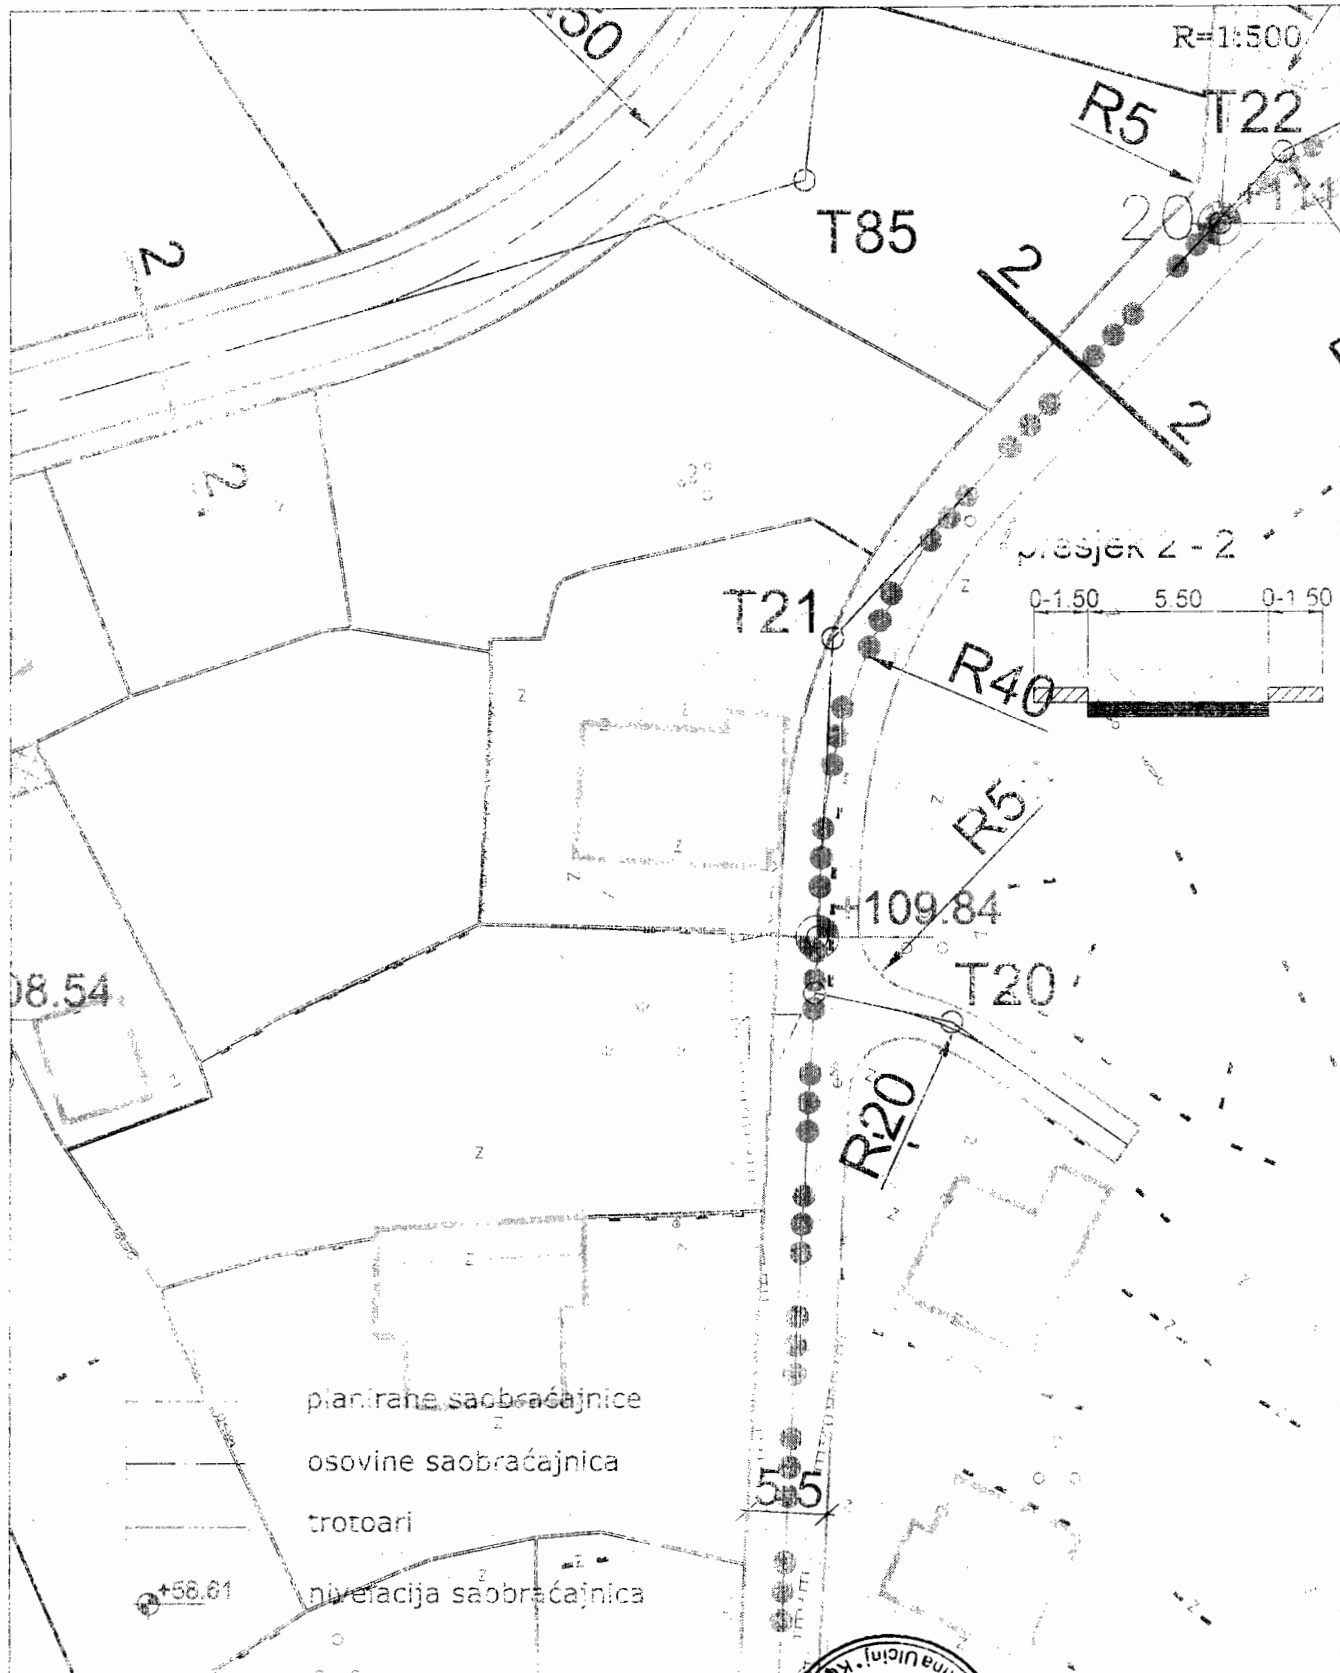 R=1:500
R5
T22
T85
20
2
2
2
2
presjek 2 - 2
0-1.50 5.50 0-1.50
T21
R40
R5
+109.84
T20
R20
planirane saobraćajnice
osovine saobraćajnica
5.5
trotoari
+56.61
nivelacija saobraćajnica